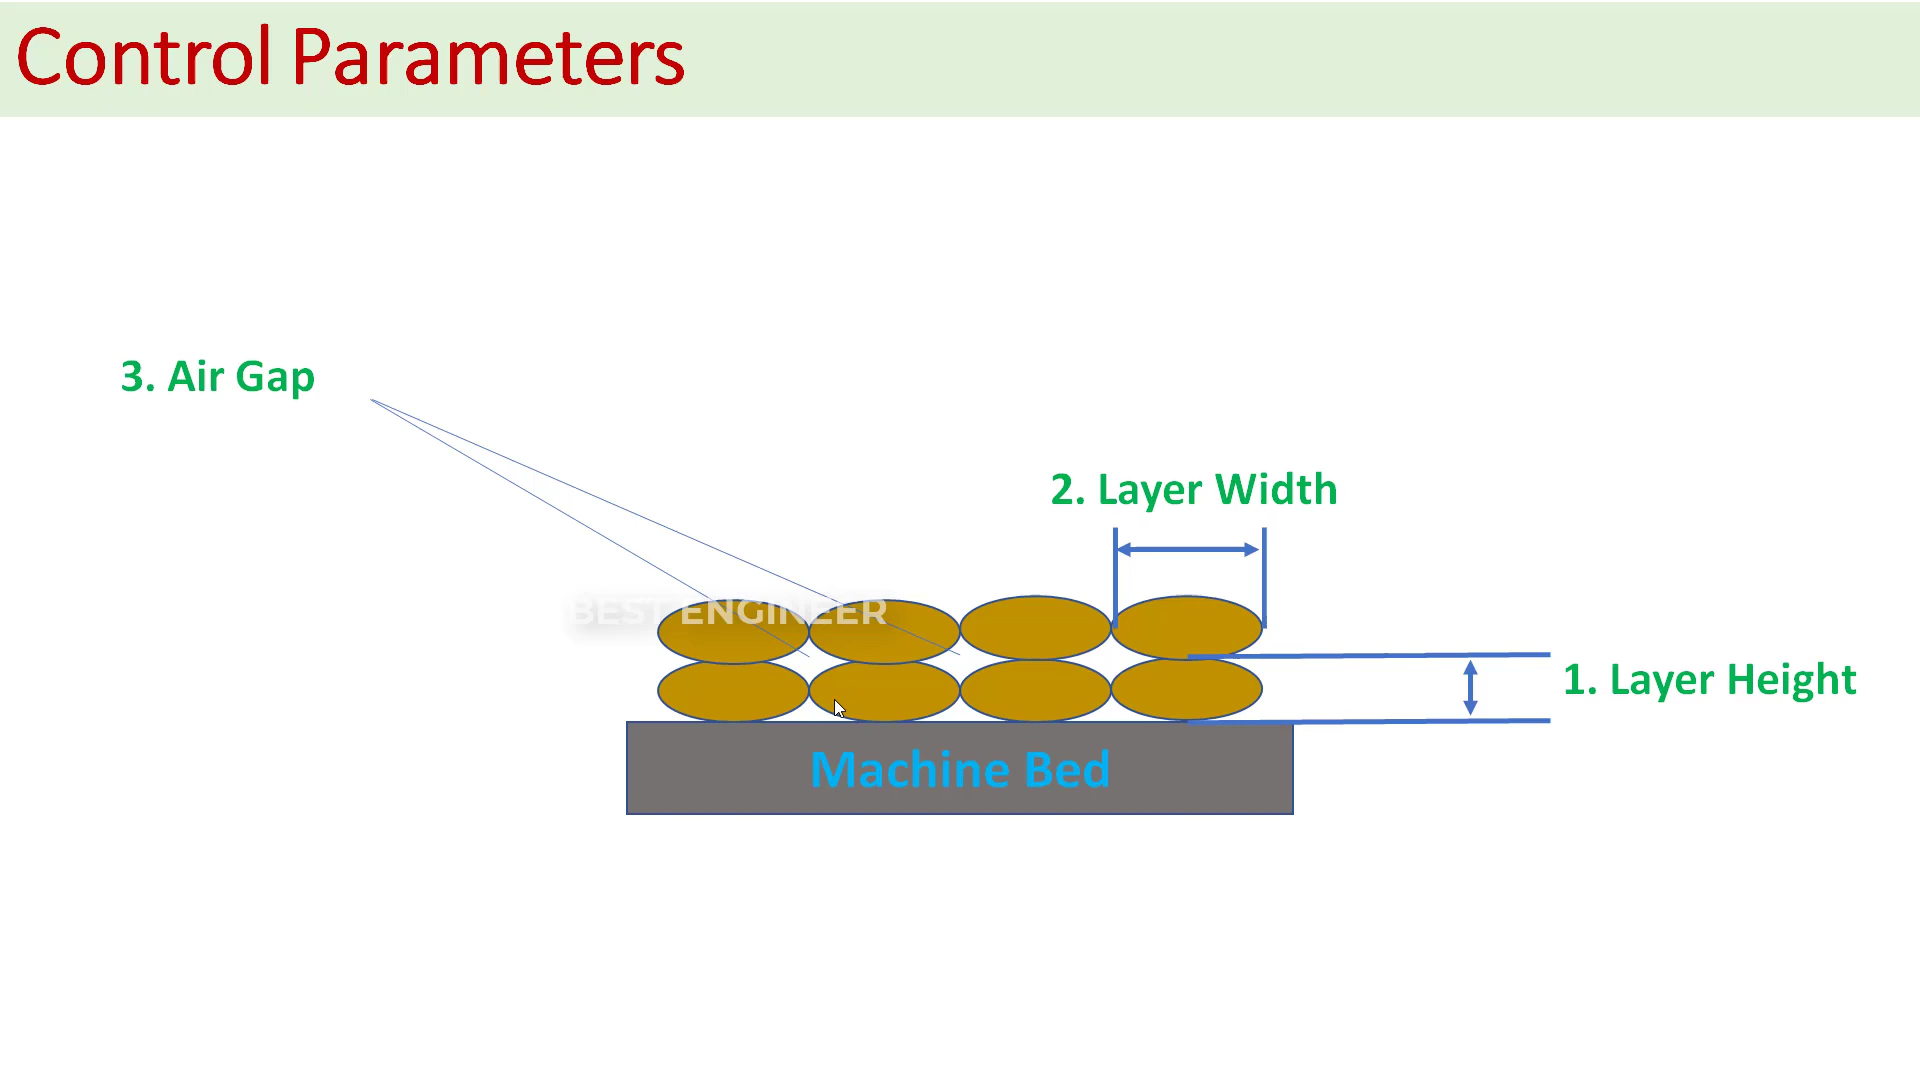 Control Parameters
3. Air Gap
2. Layer Width
BEST ENGINEER
1. Layer Height
Machine Bed